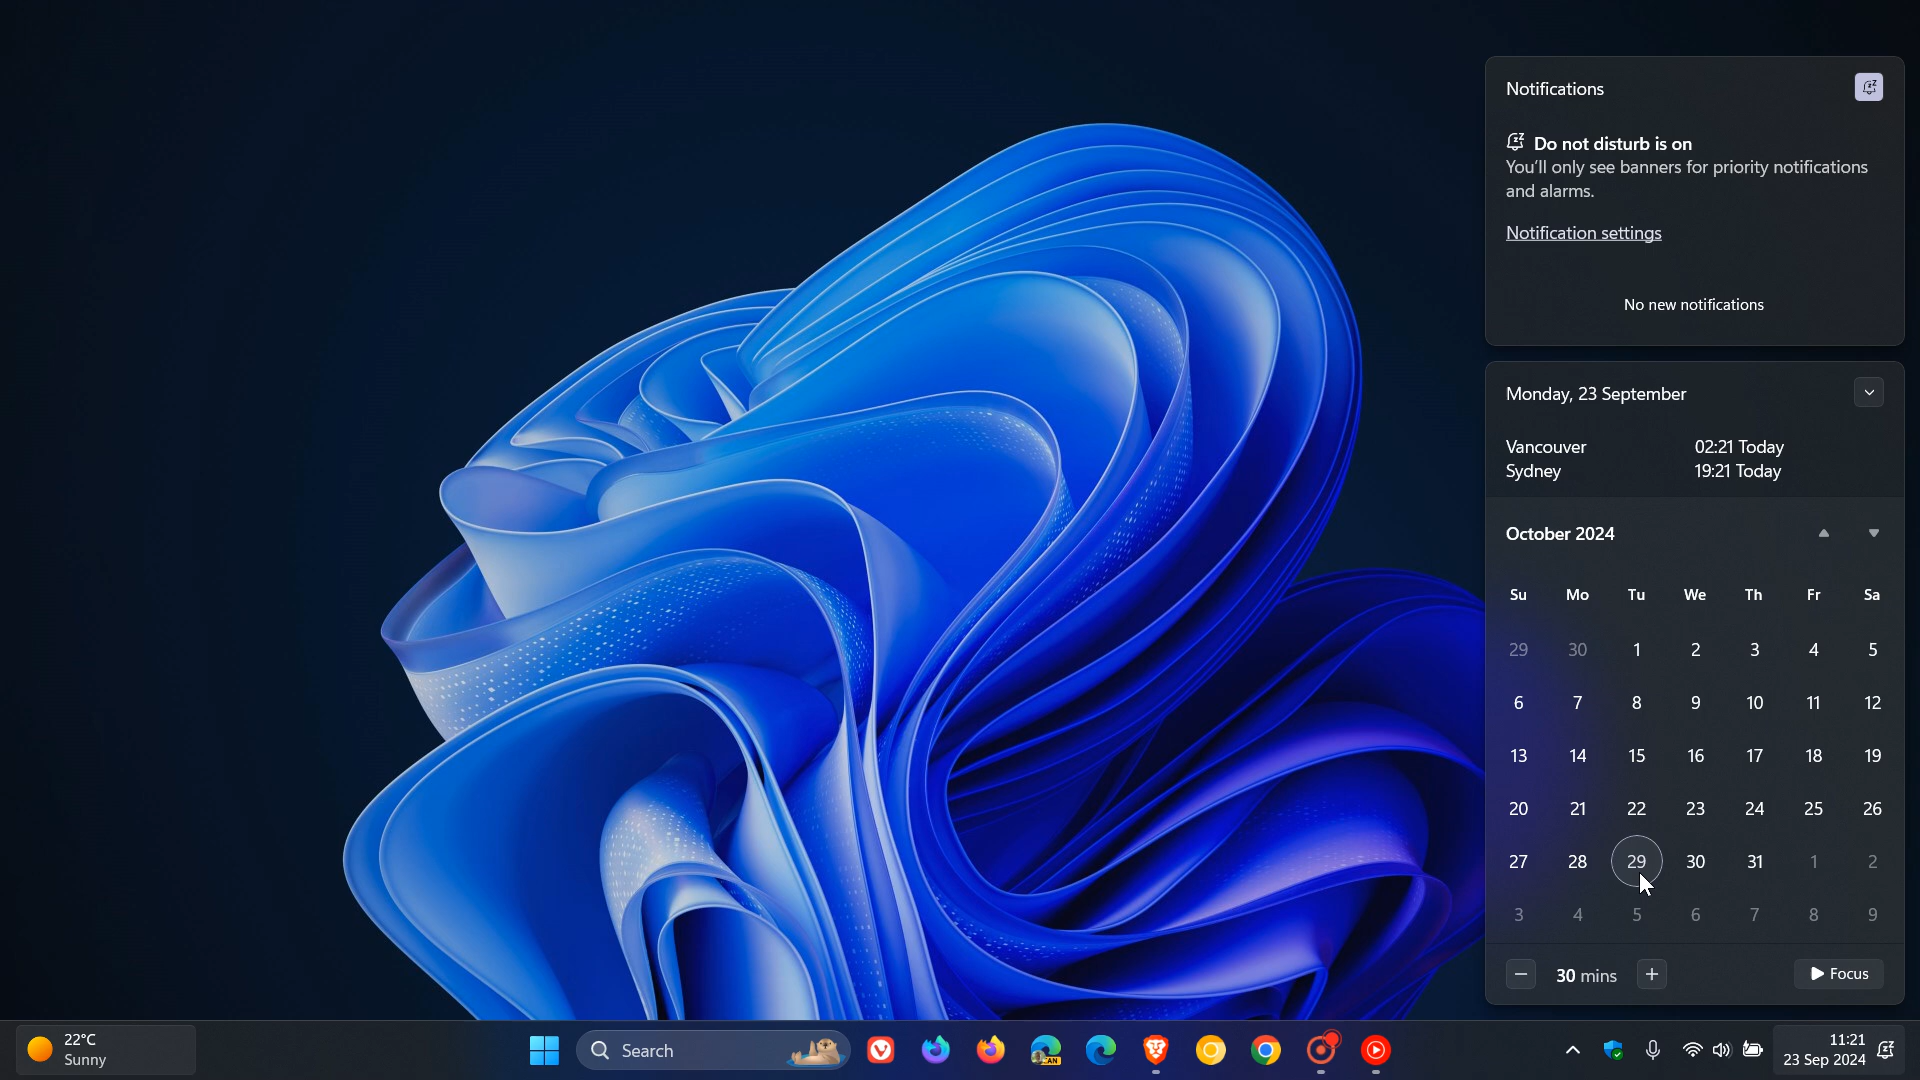 Notifications
Do not disturb is on
You'll only see banners for priority notifications
and alarms.
Notification settings
No new notifications
Monday, 23 September
Vancouver 02:21 Today
Sydney 19:21 Today
October 2024
Su Mo Tu We Th Fr Sa
29 30 1 2 3 4 5
6 7 8 9 10 11 12
13 14 15 16 17 18 19
20 21 22 23 24 25 26
27 28 29 30 31 1 2
3 4 5 6 7 8 9
30 mins Focus
22°C
Sunny
Search
CAN
11:21
23 Sep 2024